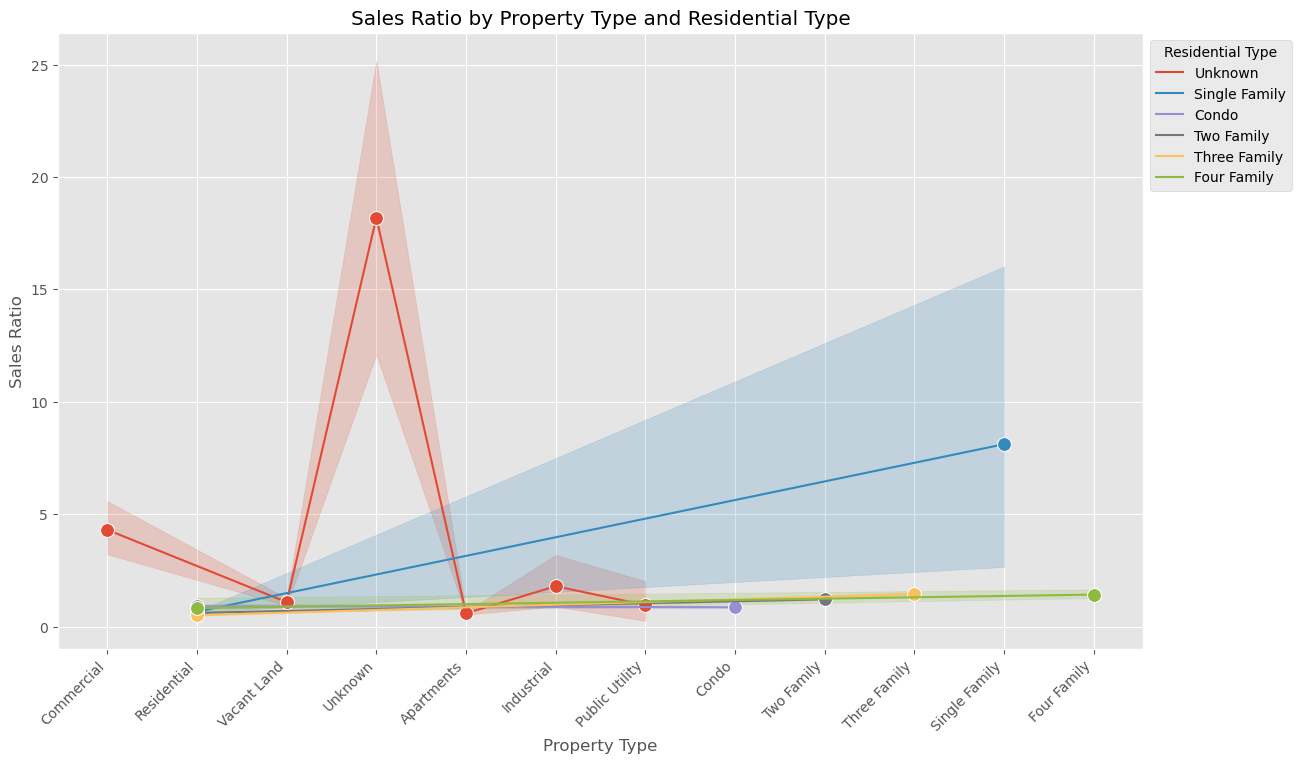 Sales Ratio by Property Type and Residential Type
Residential Type
Unknown
Single Family
Condo
Two Family
Three Family
Four Family
Sales Ratio
25
20
15
10
5
0
Commercial
Residential
Vacant Land
Unknown
Apartments
Industrial
Public Utility
Condo
Two Family
Three Family
Single Family
Four Family
Property Type